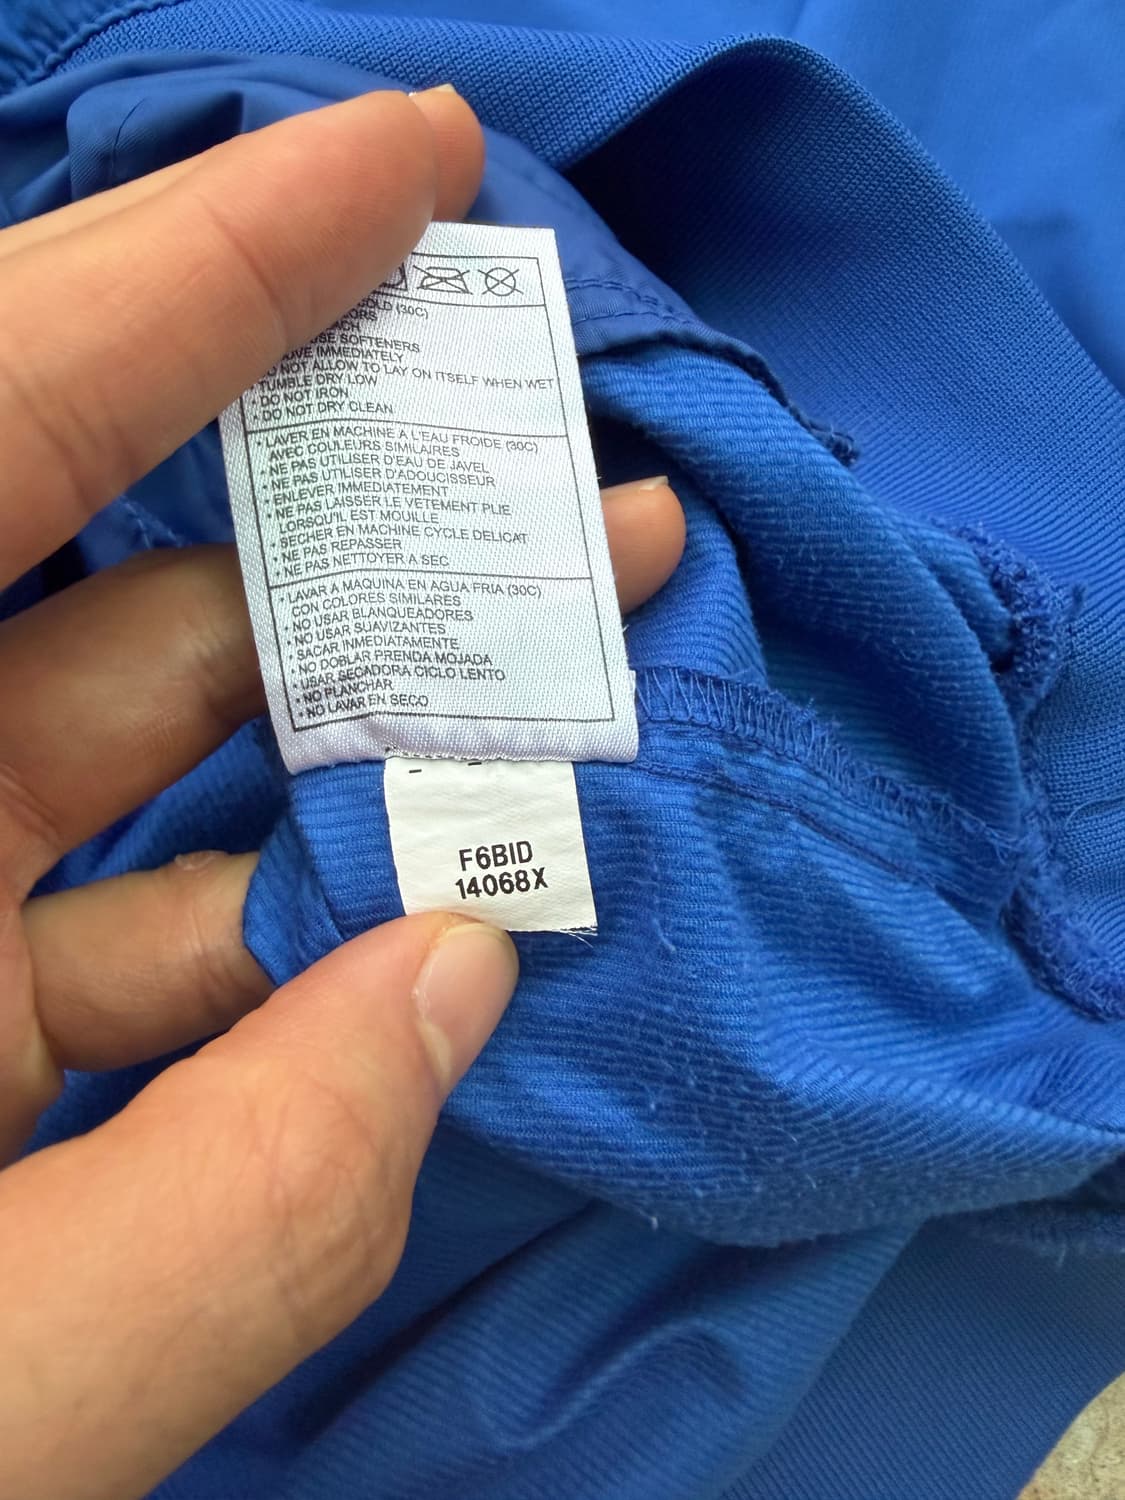 COLD (30C)
SOFTENERS
IMMEDIATELY
NOT ALLOW TO LAY ON ITSELF WHEN WET
TUMBLE DRY LOW
• DO NOT IRON
• DO NOT DRY CLEAN
• LAVER EN MACHINE A L'EAU FROIDE (30C)
AVEC COULEURS SIMILAIRES
• NE PAS UTILISER D'EAU DE JAVEL
• NE PAS UTILISER D'ADOUCISSEUR
• ENLEVER IMMEDIATEMENT
• NE PAS LAISSER LE VETEMENT PLIE
LORSQU'IL EST MOUILLE
• SECHER EN MACHINE CYCLE DELICAT
• NE PAS REPASSER
• NE PAS NETTOYER A SEC
• LAVAR A MAQUINA EN AGUA FRIA (30C)
CON COLORES SIMILARES
• NO USAR BLANQUEADORES
• NO USAR SUAVIZANTES
• SACAR INMEDIATAMENTE
• NO DOBLAR PRENDA MOJADA
• USAR SECADORA CICLO LENTO
• NO PLANCHAR
• NO LAVAR EN SECO
F6BID
14068X